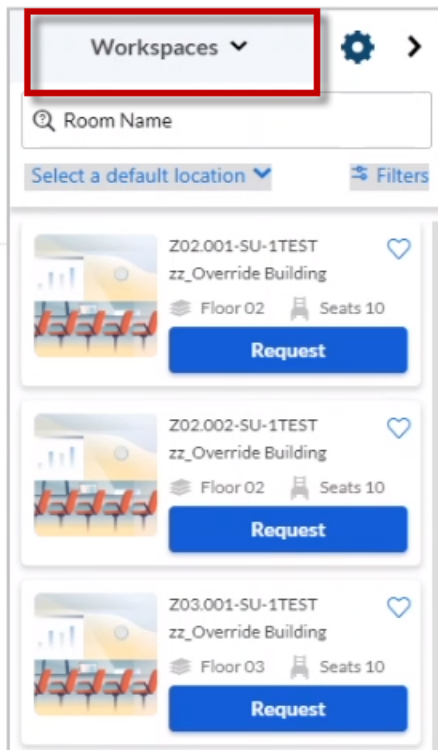 Workspaces
Room Name
Select a default location Filters
Z02.001-SU-1TEST
zz_Override Building
Floor 02 Seats 10
Request
Z02.002-SU-1TEST
zz_Override Building
Floor 02 Seats 10
Request
Z03.001-SU-1TEST
zz_Override Building
Floor 03 Seats 10
Request